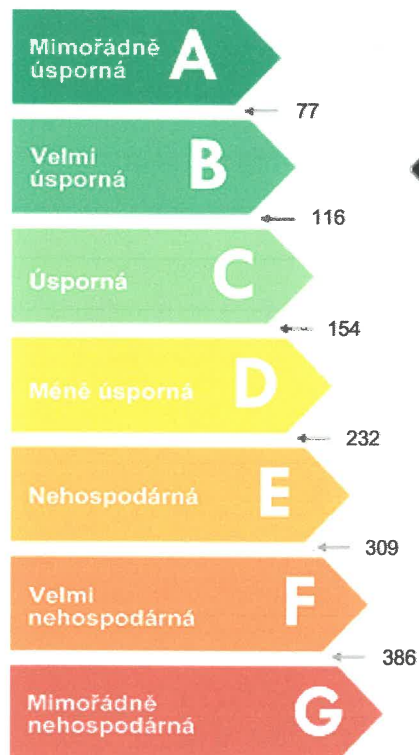 Mimořádně
úsporná
A
77
Velmi
úsporná
B
116
Úsporná
C
154
Méně úsporná
D
232
Nehospodárná
E
309
Velmi
nehospodárná
F
386
Mimořádně
nehospodárná
G